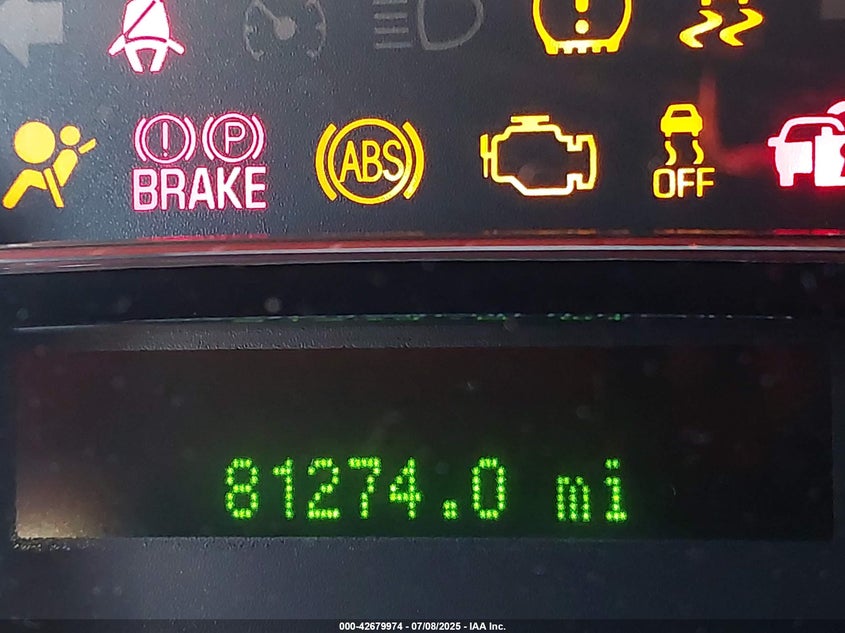 (!) (P)
BRAKE
ABS
OFF
81274.0 mi
000-42679974 - 07/08/2025 - IAA Inc.